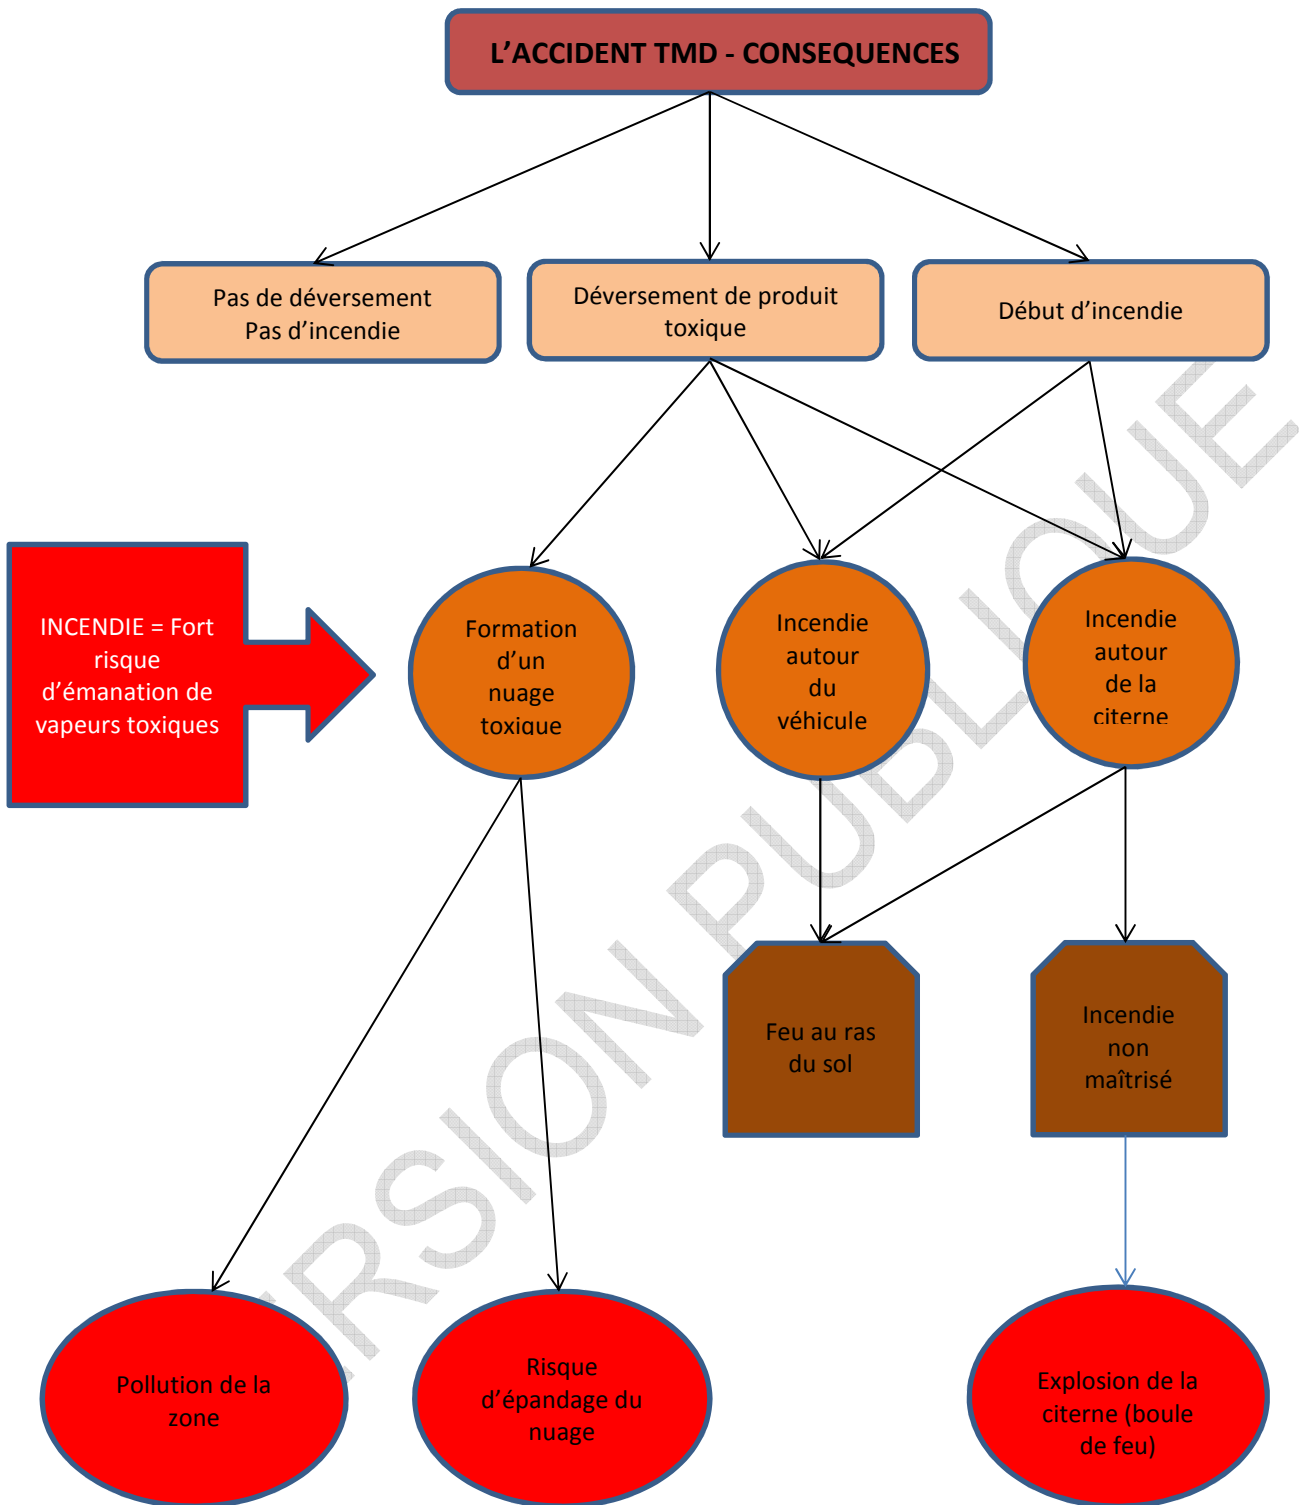 L'ACCIDENT TMD - CONSEQUENCES
Pas de déversement
Pas d'incendie
Déversement de produit
toxique
Début d'incendie
INCENDIE = Fort
risque
d'émanation de
vapeurs toxiques
Formation
d'un
nuage
toxique
Incendie
autour
du
véhicule
Incendie
autour
de la
citerne
Feu au ras
du sol
Incendie
non
maîtrisé
Pollution de la
zone
Risque
d'épandage du
nuage
Explosion de la
citerne (boule
de feu)
VERSION PUBLIQUE